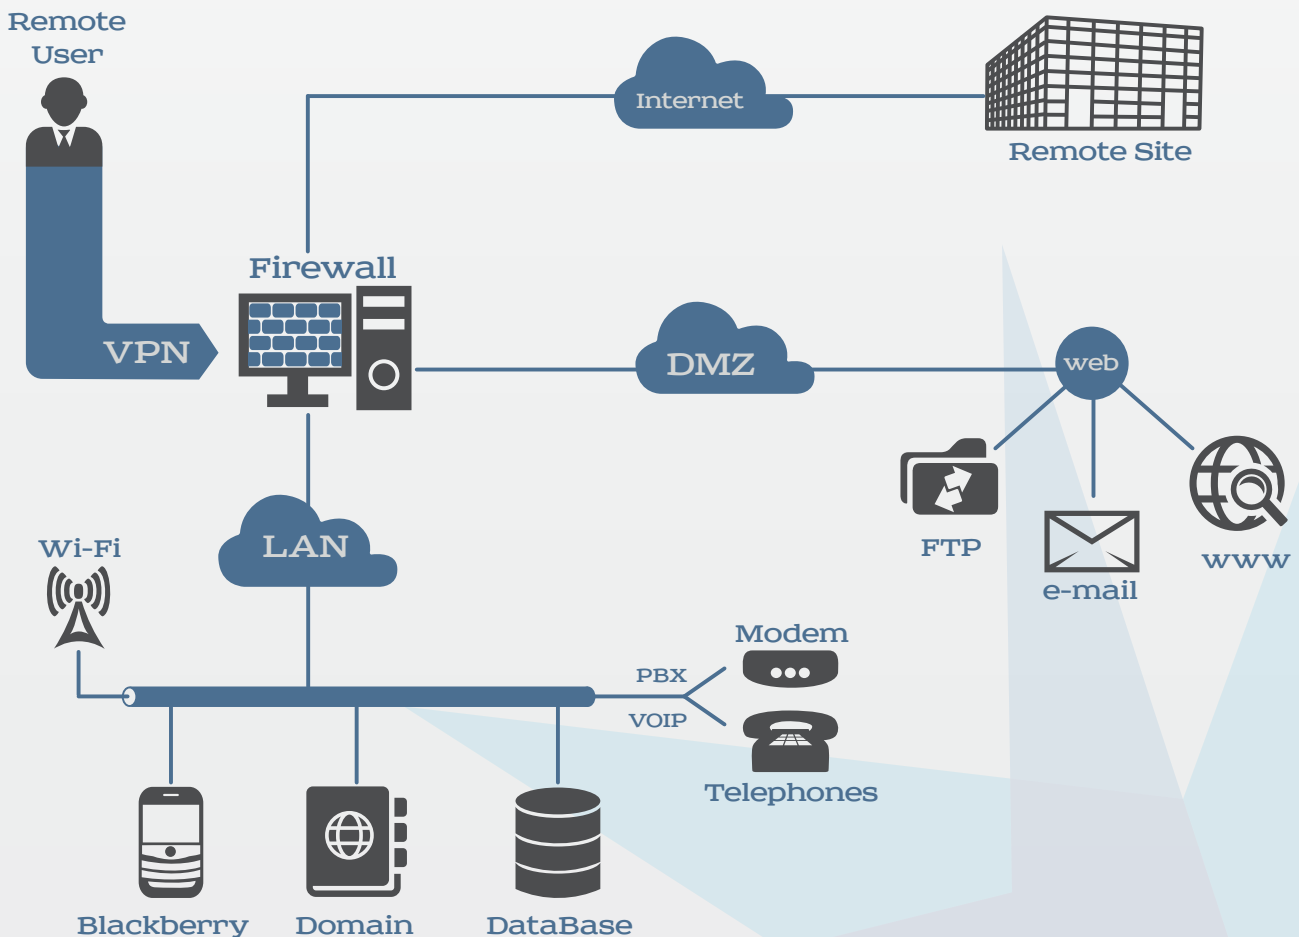 Remote
User
Internet
Remote Site
Firewall
VPN
DMZ
web
FTP
e-mail
www
LAN
Wi-Fi
Modem
PBX
VOIP
Telephones
Blackberry
Domain
DataBase